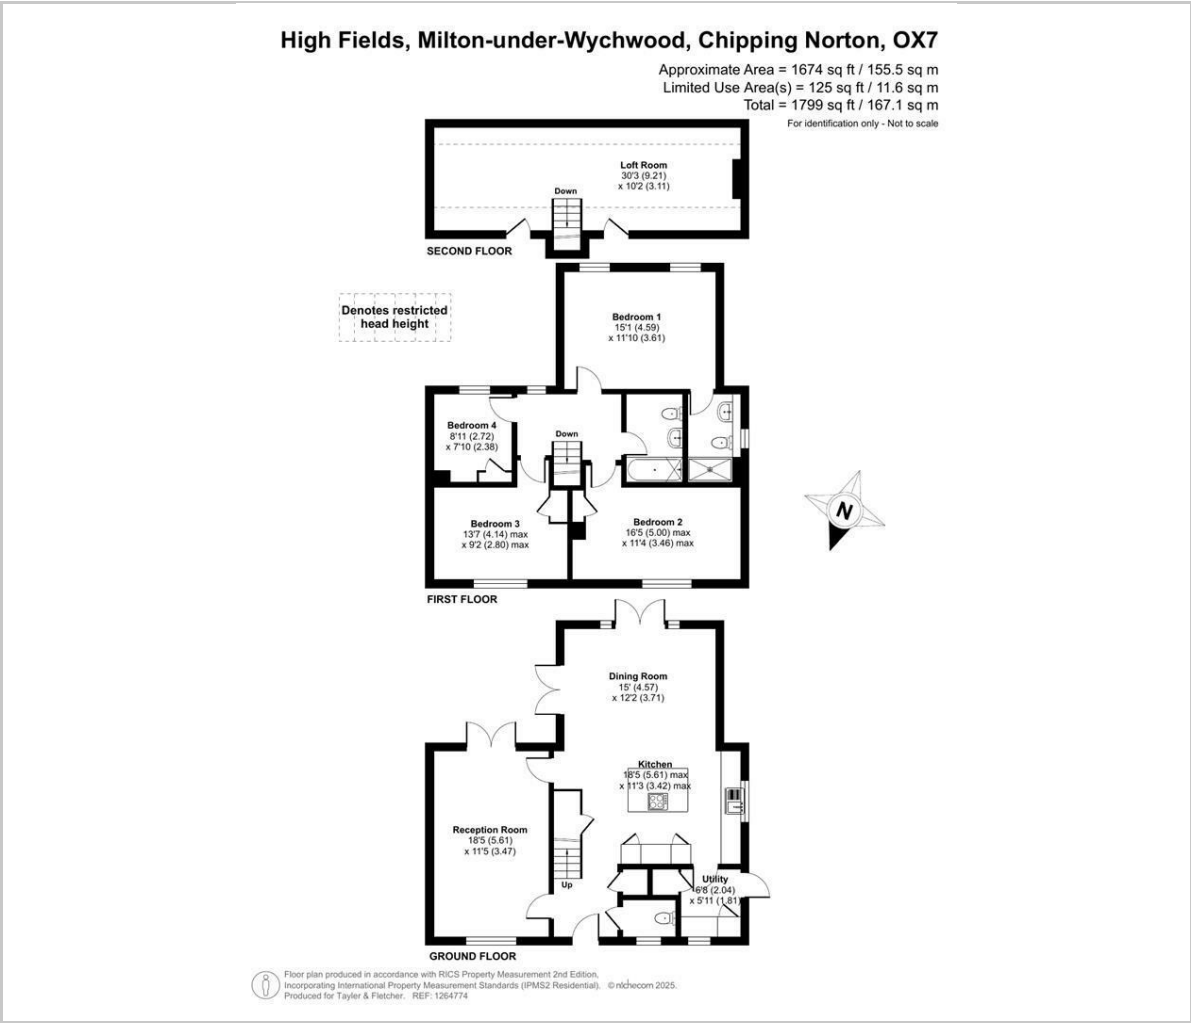 High Fields, Milton-under-Wychwood, Chipping Norton, OX7
Approximate Area = 1674 sq ft / 155.5 sq m
Limited Use Area(s) = 125 sq ft / 11.6 sq m
Total = 1799 sq ft / 167.1 sq m
For identification only - Not to scale
Loft Room
30'3 (9.21)
x 10'2 (3.11)
Down
SECOND FLOOR
Denotes restricted
head height
Bedroom 1
15'1 (4.59)
x 11'10 (3.61)
Bedroom 4
8'11 (2.72)
x 7'10 (2.38)
Down
Bedroom 3
13'7 (4.14) max
x 9'2 (2.80) max
Bedroom 2
16'5 (5.00) max
x 11'4 (3.46) max
N
FIRST FLOOR
Dining Room
15' (4.57)
x 12'2 (3.71)
Kitchen
18'5 (5.61) max
x 11'3 (3.42) max
Reception Room
18'5 (5.61)
x 11'5 (3.47)
Up
Utility
6'8 (2.04)
x 5'11 (1.81)
GROUND FLOOR
Floor plan produced in accordance with RICS Property Measurement 2nd Edition,
Incorporating International Property Measurement Standards (IPMS2 Residential). © nichecom 2025.
Produced for Tayler & Fletcher. REF: 1264774